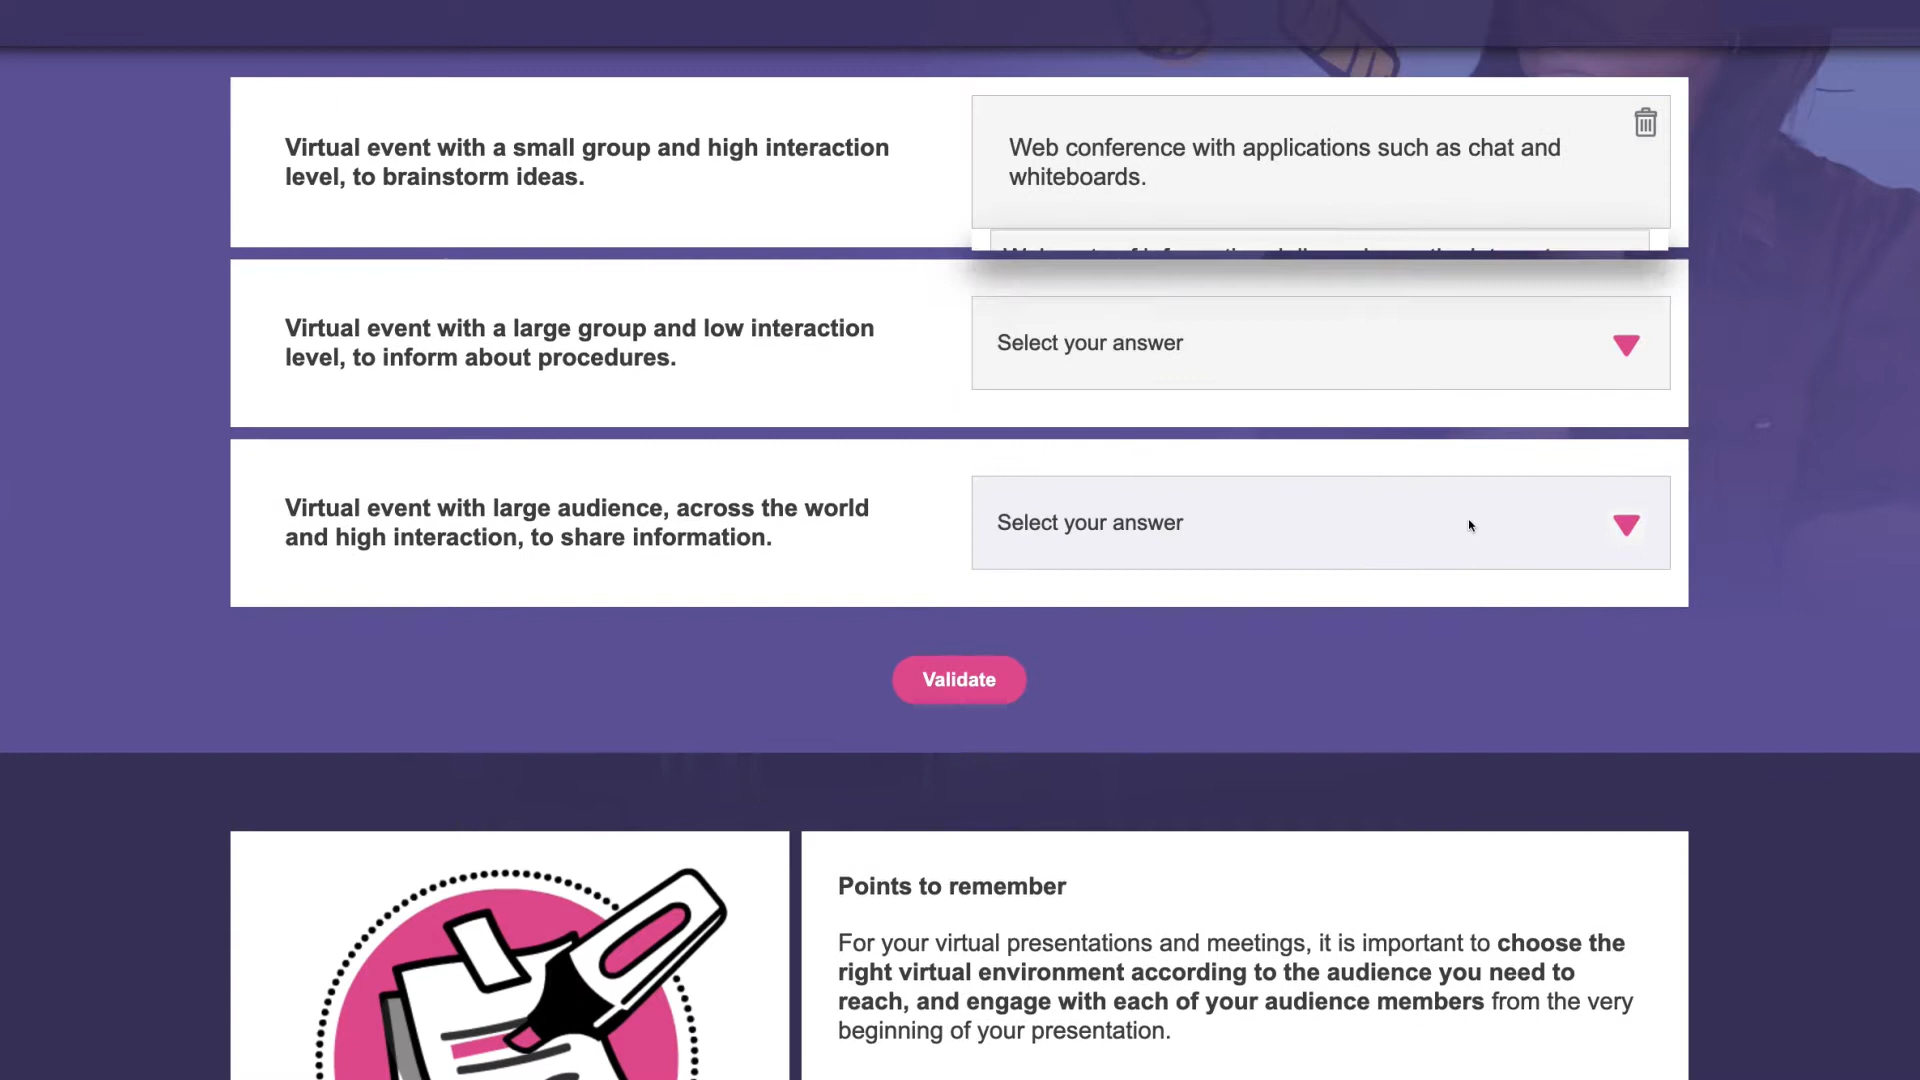 Virtual event with a small group and high interaction
level, to brainstorm ideas.
Web conference with applications such as chat and
whiteboards.
Virtual event with a large group and low interaction
level, to inform about procedures.
Select your answer
Virtual event with large audience, across the world
and high interaction, to share information.
Select your answer
Validate
Points to remember
For your virtual presentations and meetings, it is important to choose the
right virtual environment according to the audience you need to
reach, and engage with each of your audience members from the very
beginning of your presentation.